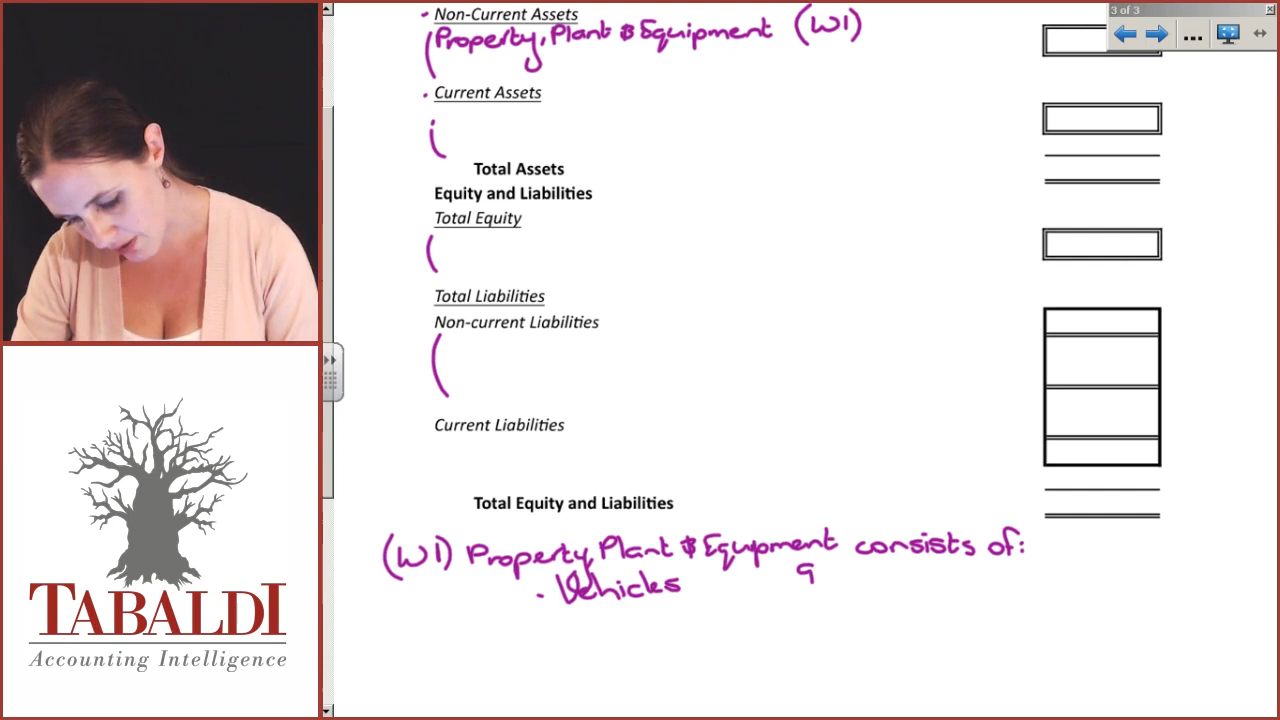 3 of 3
Non-Current Assets
Property, Plant & Equipment (W1)
Current Assets
Total Assets
Equity and Liabilities
Total Equity
Total Liabilities
Non-current Liabilities
Current Liabilities
Total Equity and Liabilities
(W1) Property, Plant & Equipment consists of:
• Vehicles 9
TABALDI
Accounting Intelligence